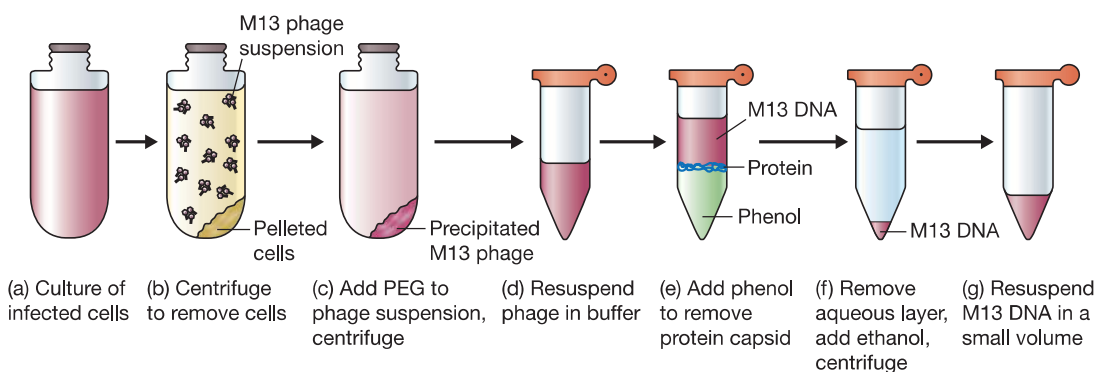 M13 phage
suspension
Pelleted
cells
Precipitated
M13 phage
M13 DNA
Protein
Phenol
M13 DNA
(a) Culture of
infected cells
(b) Centrifuge
to remove cells
(c) Add PEG to
phage suspension,
centrifuge
(d) Resuspend
phage in buffer
(e) Add phenol
to remove
protein capsid
(f) Remove
aqueous layer,
add ethanol,
centrifuge
(g) Resuspend
M13 DNA in a
small volume